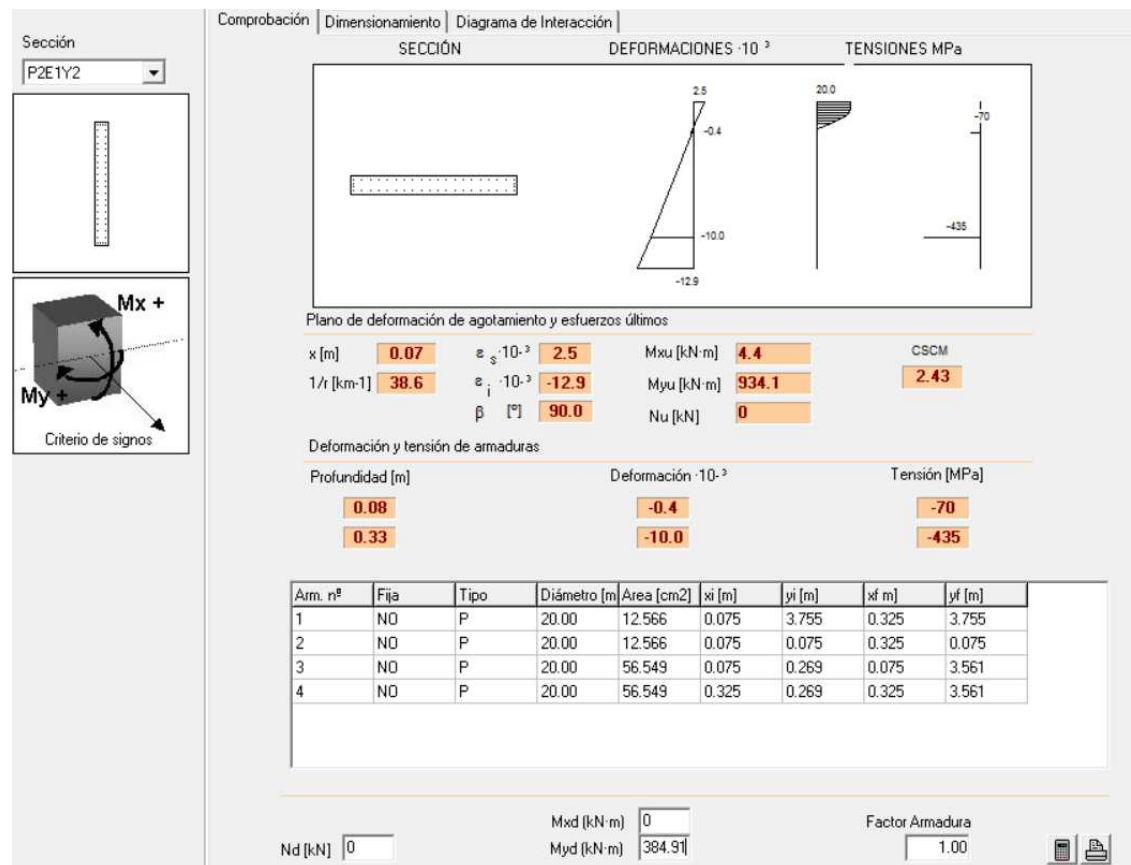 Comprobación Dimensionamiento Diagrama de Interacción
Sección
P2E1Y2
SECCIÓN DEFORMACIONES ·10 ³ TENSIONES MPa
2.5 20.0
-70
-0.4
-10.0 -435
-12.9
Mx +
My +
Criterio de signos
Plano de deformación de agotamiento y esfuerzos últimos
x [m] 0.07 ε s ·10-³ 2.5 Mxu [kN·m] 4.4 CSCM
1/r [km-1] 38.6 ε i ·10-³ -12.9 Myu [kN·m] 934.1 2.43
β [º] 90.0 Nu [kN] 0
Deformación y tensión de armaduras
Profundidad [m] Deformación ·10-³ Tensión [MPa]
0.08 -0.4 -70
0.33 -10.0 -435
Arm. nº Fija Tipo Diámetro [m Area [cm2] xi [m] yi [m] xf m] yf [m]
1 NO P 20.00 12.566 0.075 3.755 0.325 3.755
2 NO P 20.00 12.566 0.075 0.075 0.325 0.075
3 NO P 20.00 56.549 0.075 0.269 0.075 3.561
4 NO P 20.00 56.549 0.325 0.269 0.325 3.561
Mxd (kN·m) 0 Factor Armadura
Nd [kN] 0 Myd (kN·m) 384.91 1.00